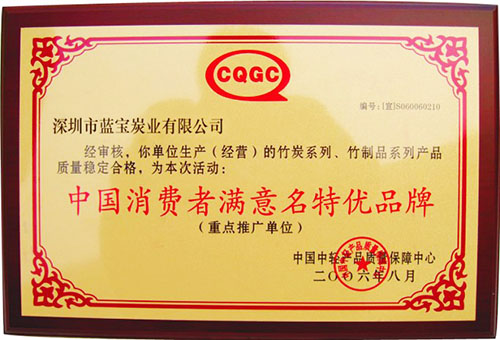 CQGC
编号:[宣]S060060210
深圳市蓝宝炭业有限公司
经审核，你单位生产（经营）的竹炭系列、竹制品系列产品
质量稳定合格，为本次活动：
中国消费者满意名特优品牌
（重点推广单位）
中国中轻产品质量保障中心
二〇〇六年八月